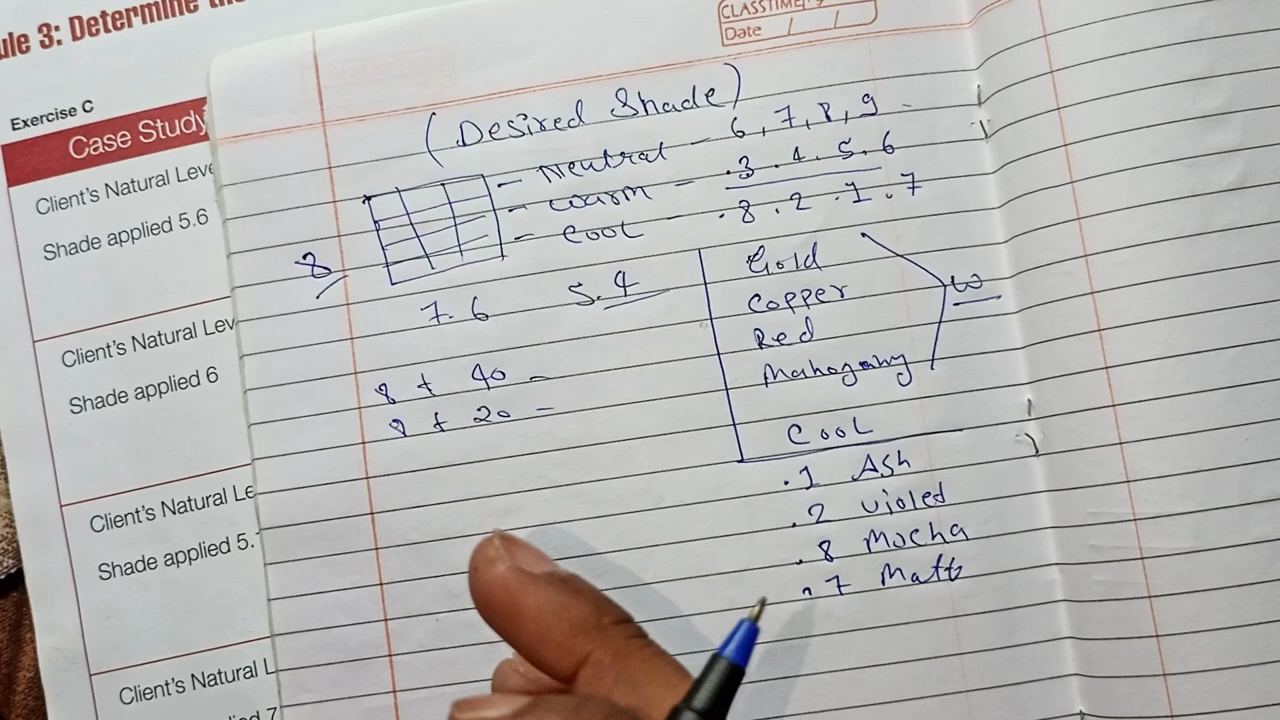 ule 3: Determine the
CLASSTIME
Date / /
Exercise C
Case Study
Client's Natural Leve
Shade applied 5.6
Client's Natural Lev
Shade applied 6
Client's Natural Le
Shade applied 5.
Client's Natural L
(Desired Shade)
- Neutral - 6, 7, 8, 9
- warm - .3 .4 .5 .6
- cool - .8 .2 .1 .7
8
7.6 5.4
8 + 40 -
8 + 20 -
Gold
Copper
Red
Mahogany
W
Cool
.1 Ash
.2 violed
.8 Mocha
.7 Matt